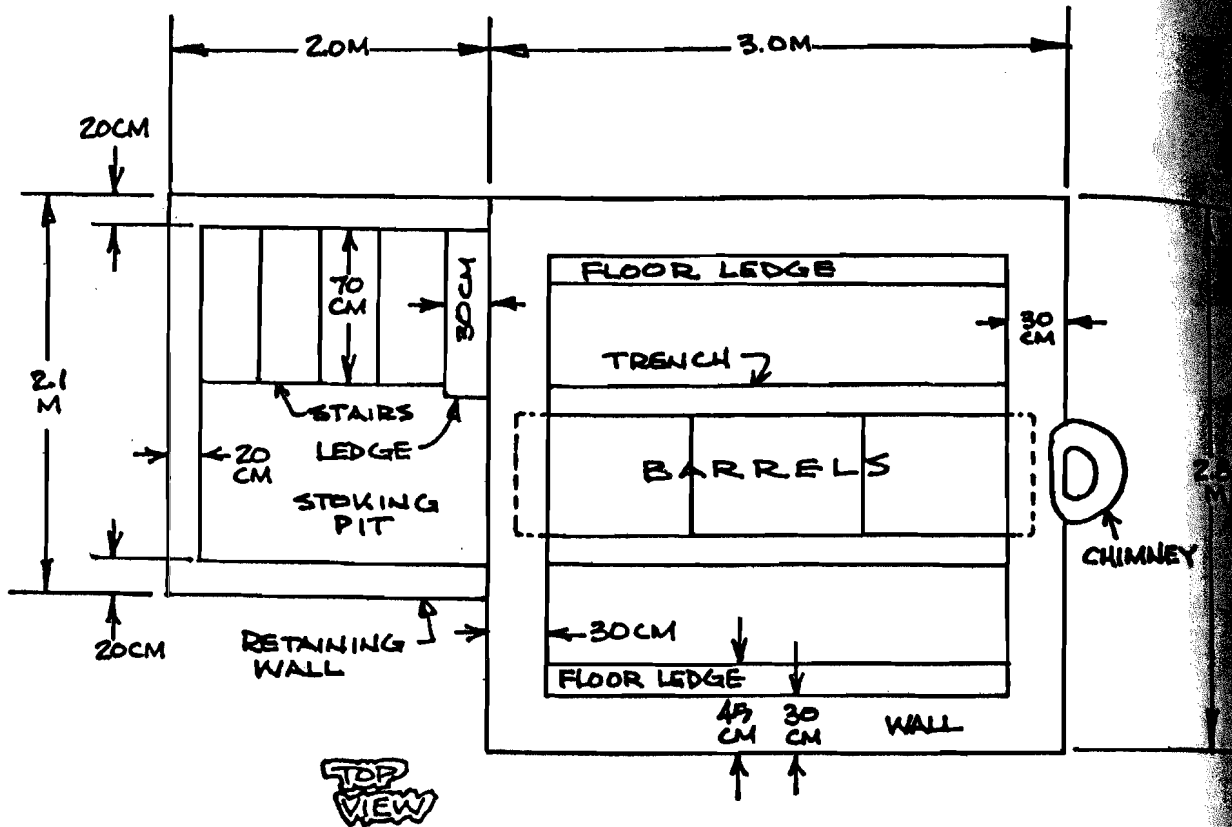 2.0M
3.0M
20CM
FLOOR LEDGE
70
CM
30CM
30
CM
TRENCH
2.1
M
STAIRS
LEDGE
20
CM
BARRELS
STOKING
PIT
M
CHIMNEY
RETAINING
WALL
20CM
30CM
FLOOR LEDGE
45
CM
30
CM
WALL
TOP
VIEW